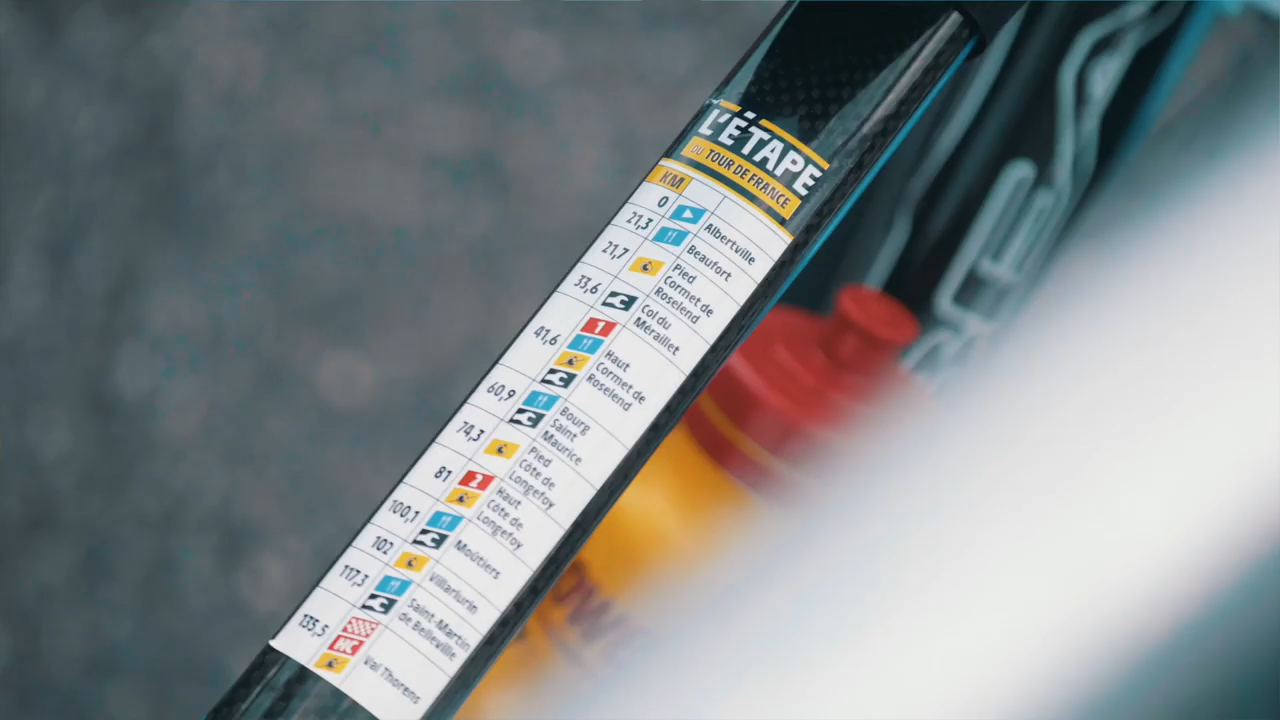 L'ÉTAPE
DU TOUR DE FRANCE
KM
0 Albertville
21,3 Beaufort
21,7 Pied
Cormet de
Roselend
33,6 Col du
Méraillet
41,6 1 Haut
Cormet de
Roselend
60,9 Bourg
Saint
Maurice
74,3 Pied
Côte de
Longefoy
81 2 Haut
Côte de
Longefoy
100,1 Moûtiers
102 Villarlurin
117,3 Saint-Martin
de Belleville
135,5 HC Val Thorens